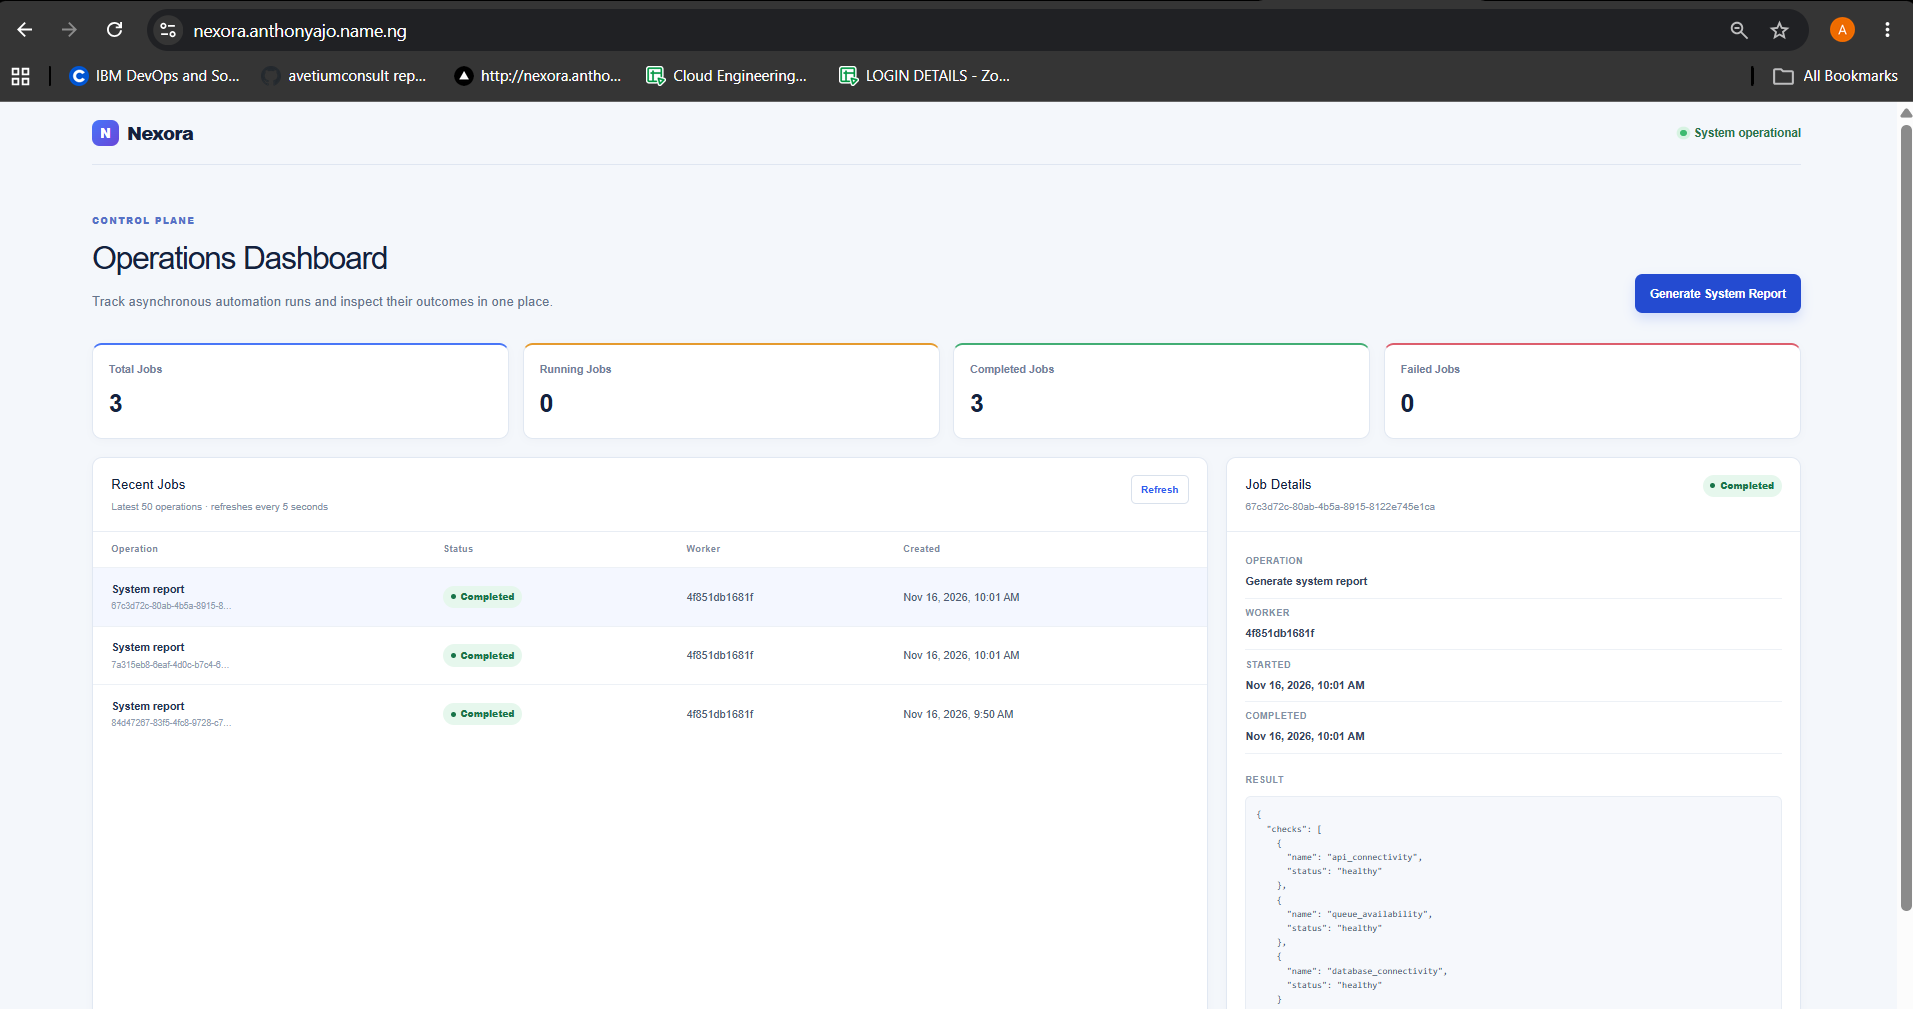 nexora.anthonyajo.name.ng
A
IBM DevOps and So...
avetiumconsult rep...
http://nexora.antho...
Cloud Engineering...
LOGIN DETAILS - Zo...
All Bookmarks
N Nexora
System operational
CONTROL PLANE
Operations Dashboard
Track asynchronous automation runs and inspect their outcomes in one place.
Generate System Report
Total Jobs
3
Running Jobs
0
Completed Jobs
3
Failed Jobs
0
Recent Jobs
Latest 50 operations · refreshes every 5 seconds
Refresh
Operation Status Worker Created
System report
67c3d72c-80ab-4b5a-8915-8...
Completed
4f851db1681f
Nov 16, 2026, 10:01 AM
System report
7a315eb8-6eaf-4d0c-b7c4-6...
Completed
4f851db1681f
Nov 16, 2026, 10:01 AM
System report
84d47267-83f5-4fc8-9728-c7...
Completed
4f851db1681f
Nov 16, 2026, 9:50 AM
Job Details
67c3d72c-80ab-4b5a-8915-8122e745e1ca
Completed
OPERATION
Generate system report
WORKER
4f851db1681f
STARTED
Nov 16, 2026, 10:01 AM
COMPLETED
Nov 16, 2026, 10:01 AM
RESULT
{
"checks": [
{
"name": "api_connectivity",
"status": "healthy"
},
{
"name": "queue_availability",
"status": "healthy"
},
{
"name": "database_connectivity",
"status": "healthy"
}